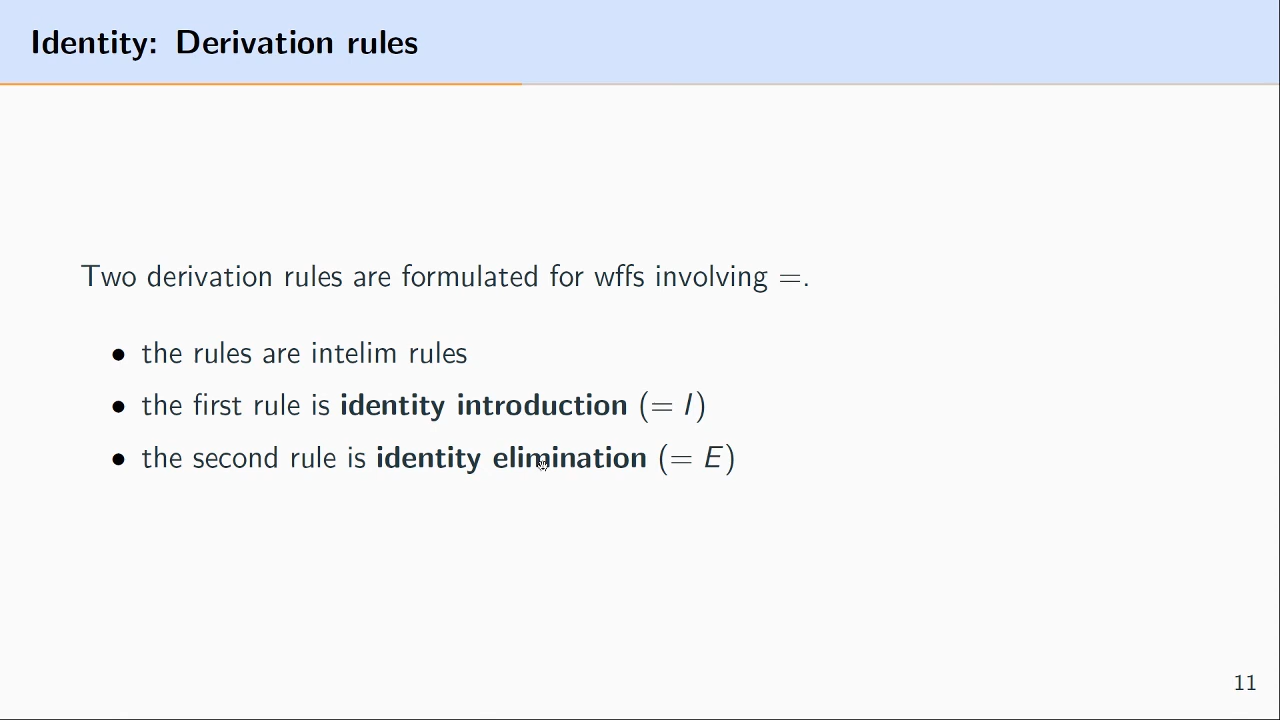 Identity: Derivation rules
Two derivation rules are formulated for wffs involving =.
• the rules are intelim rules
• the first rule is identity introduction (= I)
• the second rule is identity elimination (= E)
11